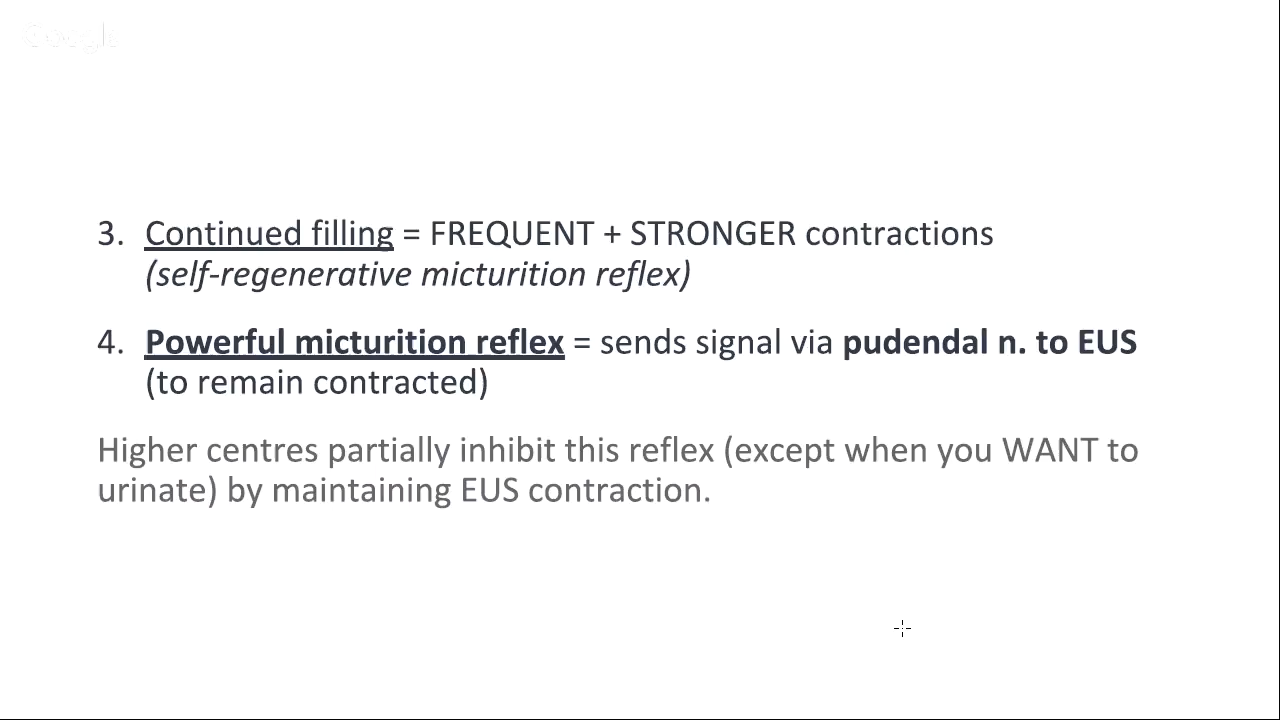 Google
3. Continued filling = FREQUENT + STRONGER contractions
(self-regenerative micturition reflex)
4. Powerful micturition reflex = sends signal via pudendal n. to EUS
(to remain contracted)
Higher centres partially inhibit this reflex (except when you WANT to
urinate) by maintaining EUS contraction.